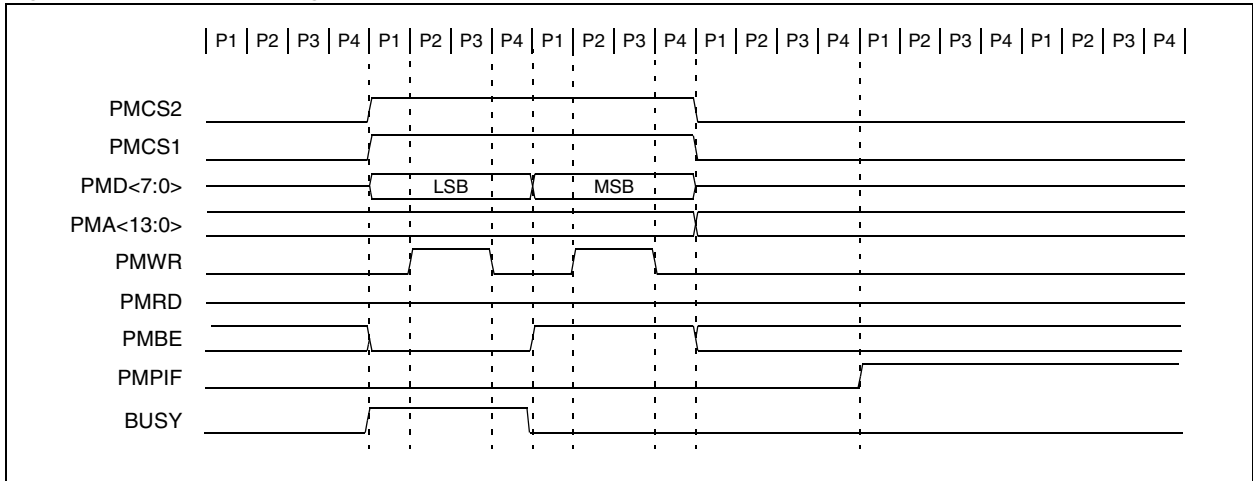 P1 P2 P3 P4 P1 P2 P3 P4 P1 P2 P3 P4 P1 P2 P3 P4 P1 P2 P3 P4 P1 P2 P3 P4
PMCS2
PMCS1
PMD<7:0> LSB MSB
PMA<13:0>
PMWR
PMRD
PMBE
PMPIF
BUSY